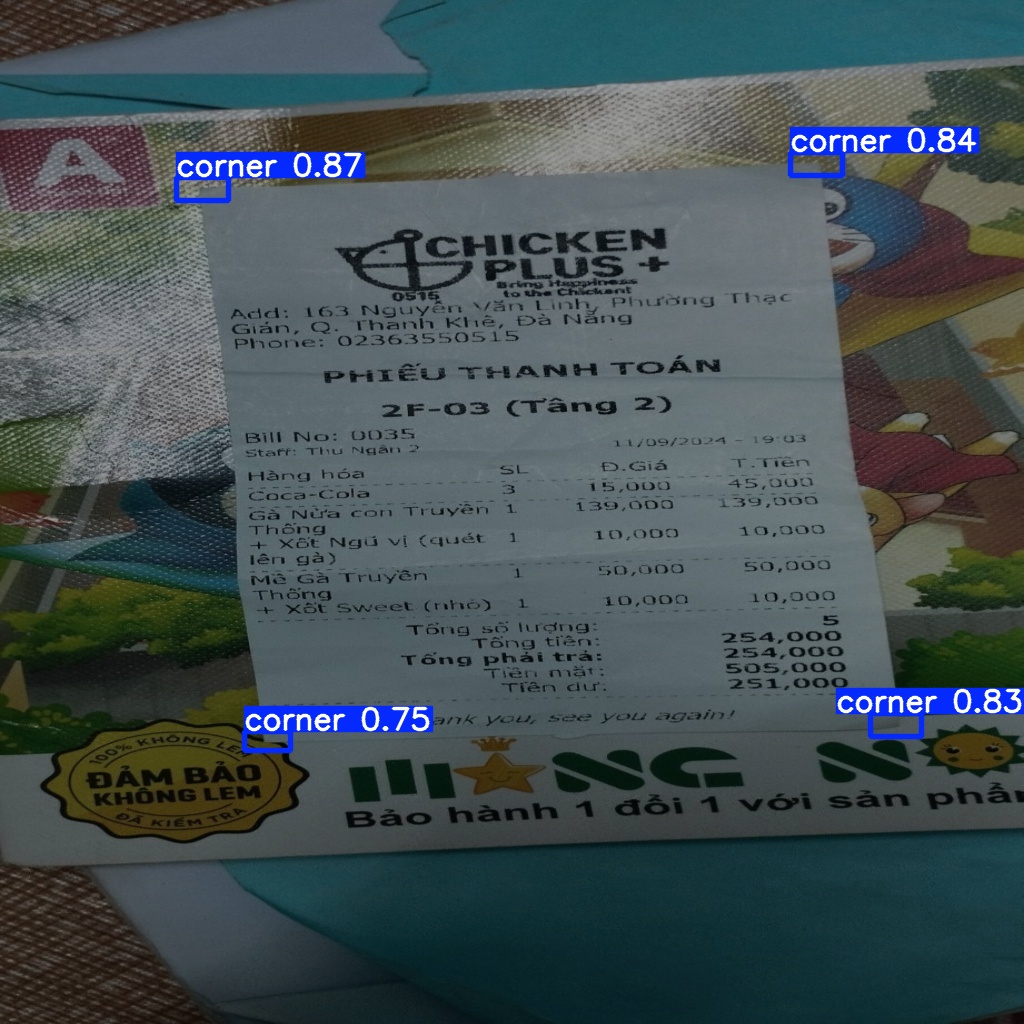 A
corner 0.87
corner 0.84
CHICKEN
PLUS +
Bring Happiness
to the Chickent
0515
Add: 163 Nguyễn Văn Linh, Phường Thạc
Gián, Q. Thanh Khê, Đà Nẵng
Phone: 02363550515
PHIẾU THANH TOÁN
2F-03 (Tầng 2)
Bill No: 0035
11/09/2024 - 19:03
Staff: Thu Ngân 2
Hàng hóa SL Đ.Giá T.Tiền
Coca-Cola 3 15,000 45,000
Gà Nửa con Truyền 1 139,000 139,000
Thống
+ Xốt Ngũ vị (quét 1 10,000 10,000
lên gà)
Mề Gà Truyền 1 50,000 50,000
Thống
+ Xốt Sweet (nhỏ) 1 10,000 10,000
Tổng số lượng: 5
Tổng tiền: 254,000
Tổng phải trả: 254,000
Tiền mặt: 505,000
Tiền dư: 251,000
corner 0.75
ank you, see you again!
corner 0.83
100% KHÔNG LEM
ĐẢM BẢO
KHÔNG LEM
ĐÃ KIỂM TRA
Bảo hành 1 đổi 1 với sản phẩm